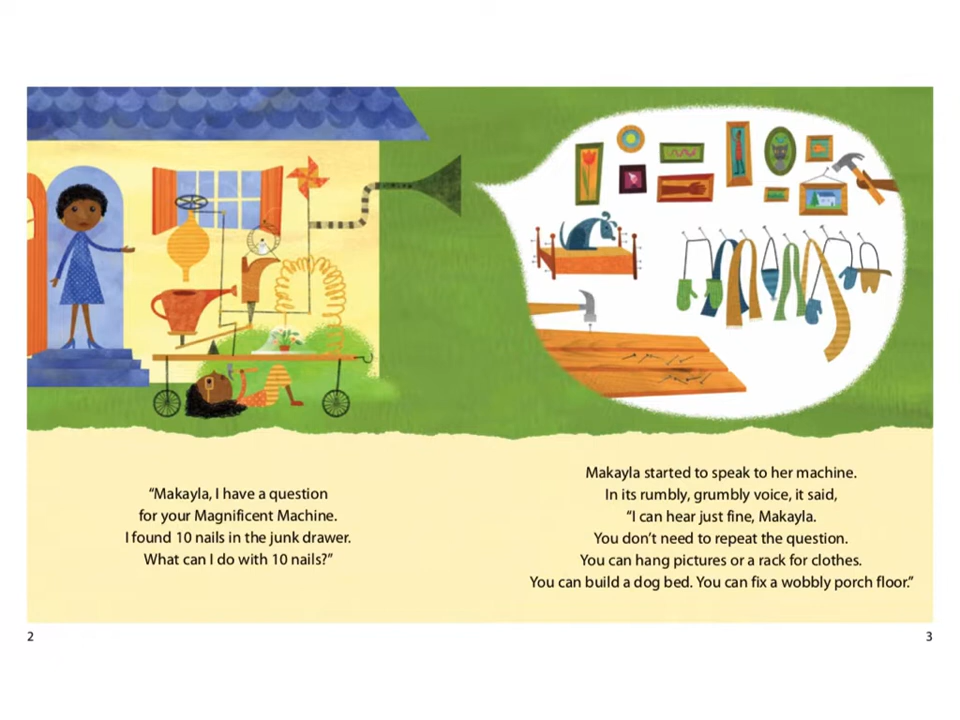 “Makayla, I have a question
for your Magnificent Machine.
I found 10 nails in the junk drawer.
What can I do with 10 nails?”
Makayla started to speak to her machine.
In its rumbly, grumbly voice, it said,
“I can hear just fine, Makayla.
You don’t need to repeat the question.
You can hang pictures or a rack for clothes.
You can build a dog bed. You can fix a wobbly porch floor.”
2
3